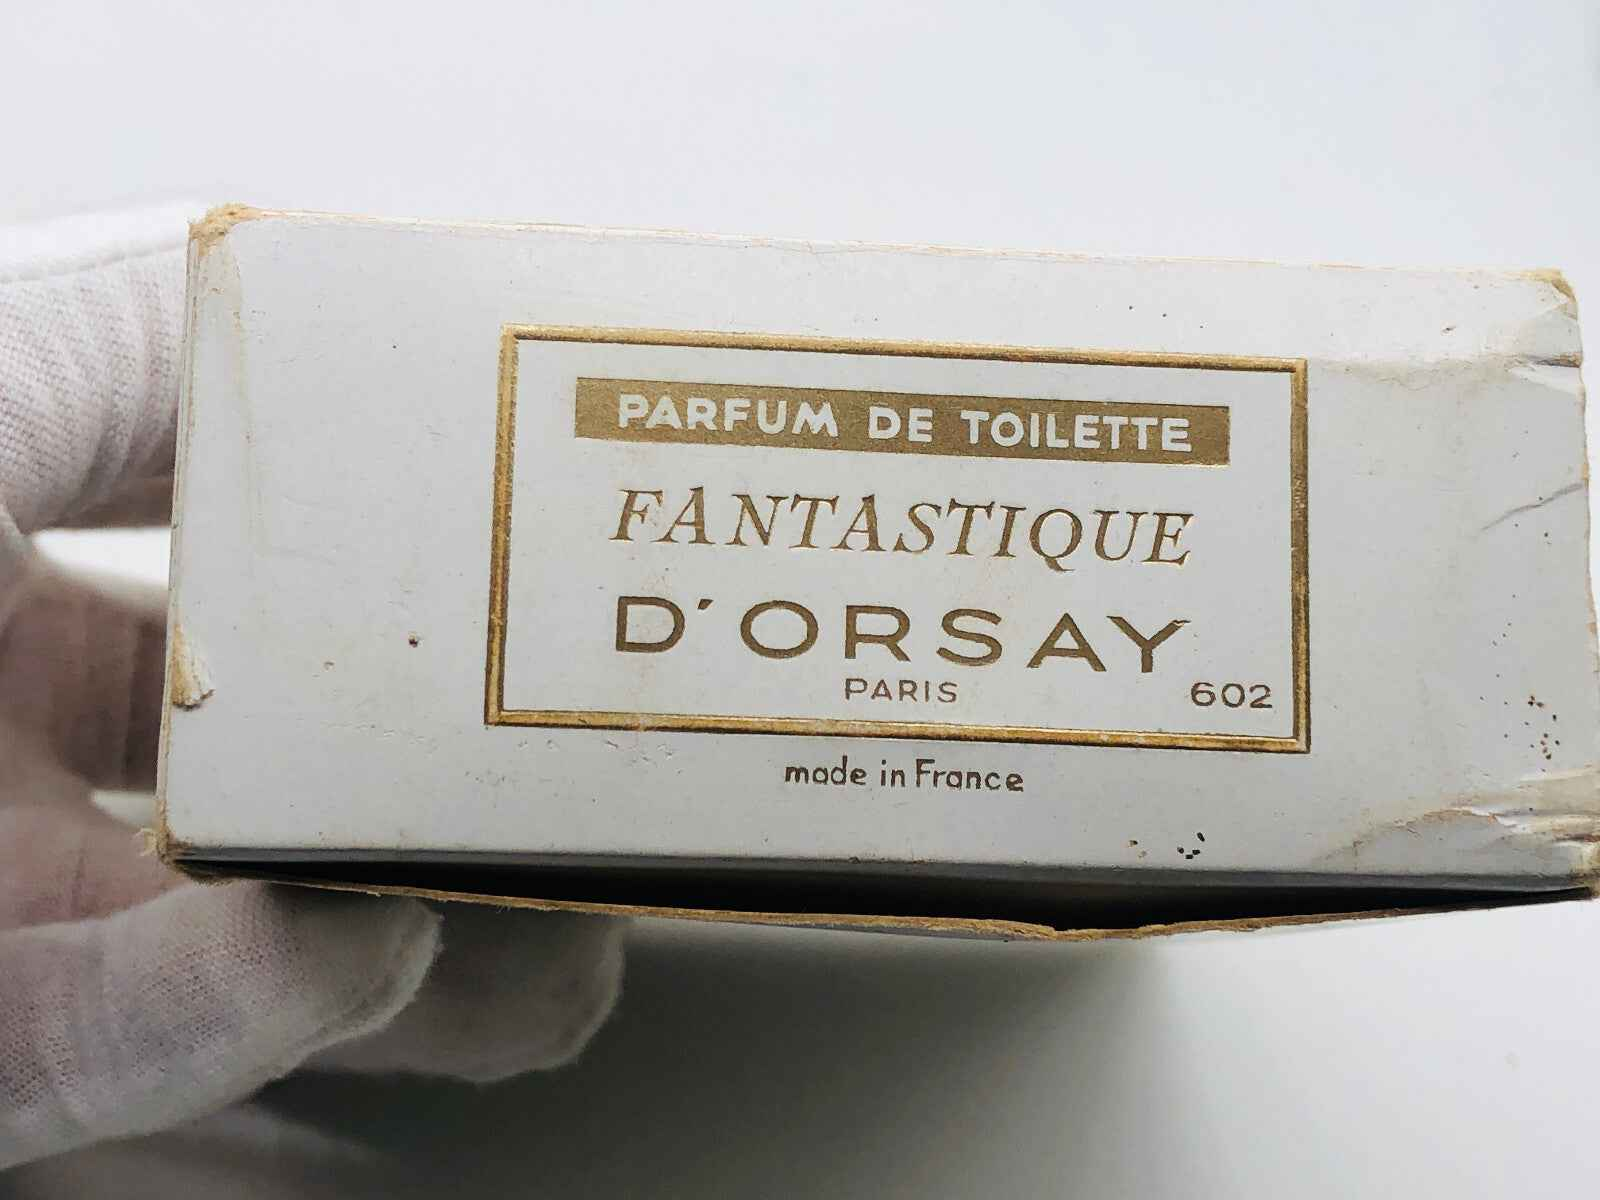 PARFUM DE TOILETTE
FANTASTIQUE
D'ORSAY
PARIS 602
made in France